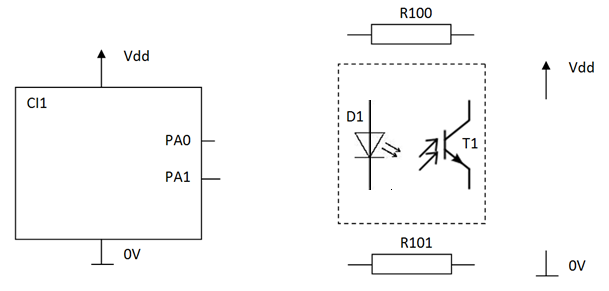 R100
Vdd
Vdd
CI1
D1
PA0
T1
PA1
R101
0V
0V